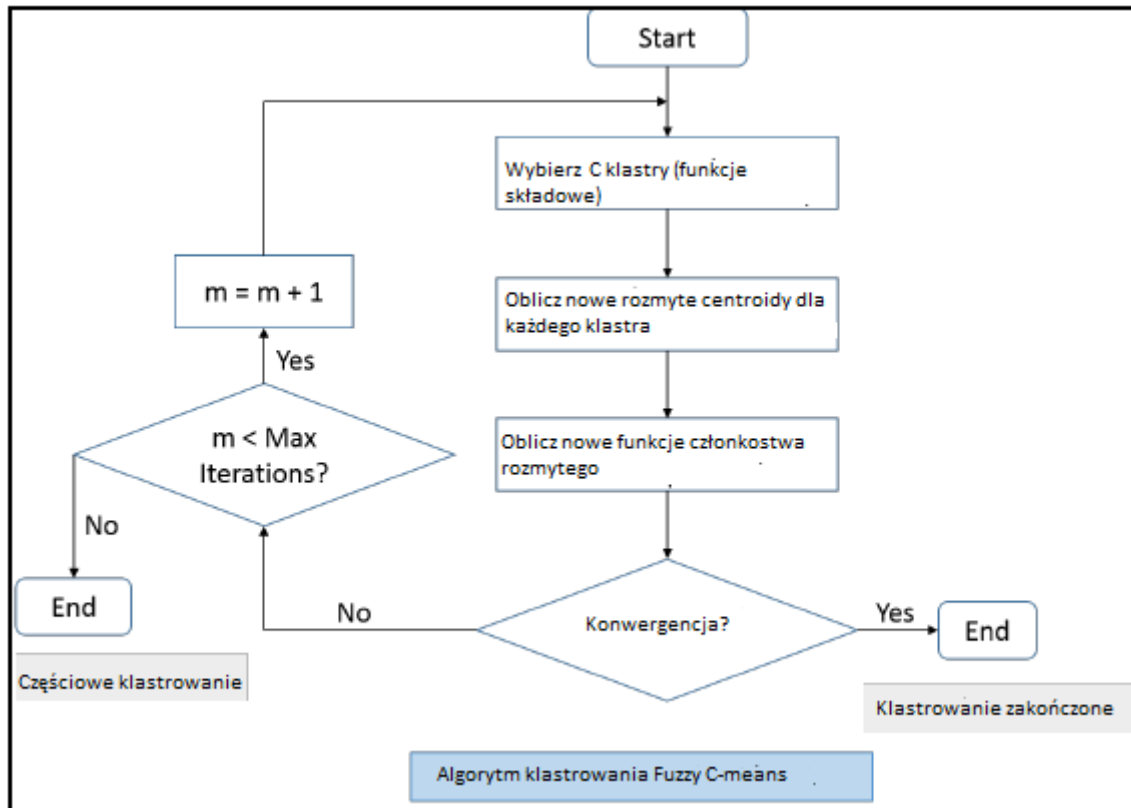 Start
Wybierz C klastry (funkcje
składowe)
m = m + 1
Oblicz nowe rozmyte centroidy dla
każdego klastra
Yes
m < Max
Iterations?
Oblicz nowe funkcje członkostwa
rozmytego
No
End
No
Konwergencja?
Yes
End
Częściowe klastrowanie
Klastrowanie zakończone
Algorytm klastrowania Fuzzy C-means